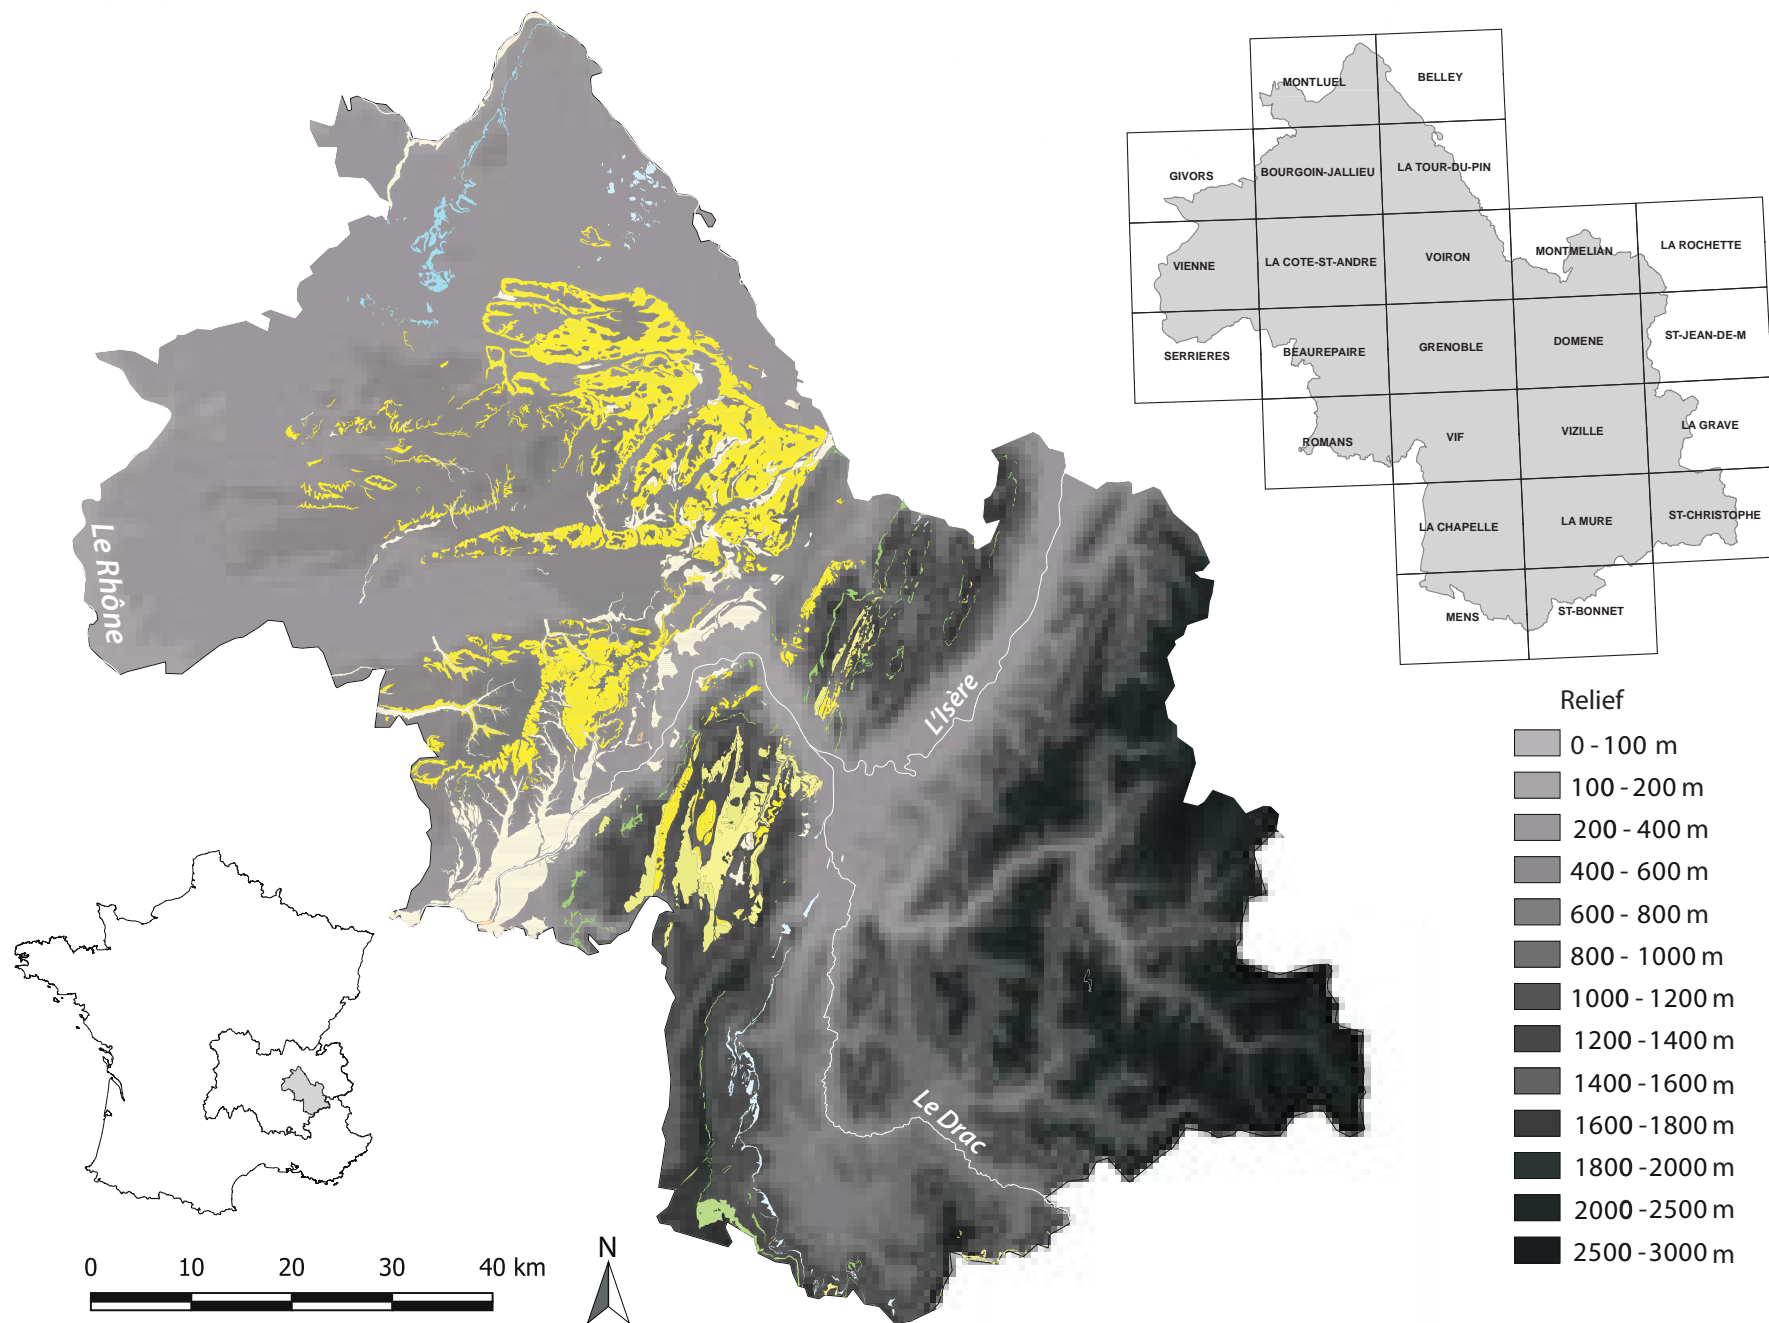 MONTLUEL
BELLEY
GIVORS
BOURGOIN-JALLIEU
LA TOUR-DU-PIN
VIENNE
LA COTE-ST-ANDRE
VOIRON
MONTMELIAN
LA ROCHETTE
SERRIERES
BEAUREPAIRE
GRENOBLE
DOMENE
ST-JEAN-DE-M
ROMANS
VIF
VIZILLE
LA GRAVE
LA CHAPELLE
LA MURE
ST-CHRISTOPHE
MENS
ST-BONNET
Le Rhône
L'Isère
Le Drac
Relief
0 - 100 m
100 - 200 m
200 - 400 m
400 - 600 m
600 - 800 m
800 - 1000 m
1000 - 1200 m
1200 - 1400 m
1400 - 1600 m
1600 - 1800 m
1800 - 2000 m
2000 - 2500 m
2500 - 3000 m
0 10 20 30 40 km
N